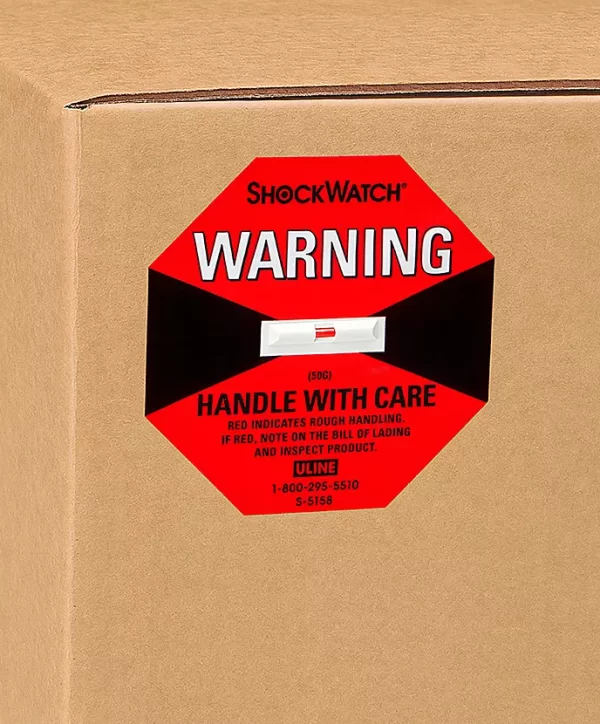 SHOCKWATCH®
WARNING
(50G)
HANDLE WITH CARE
RED INDICATES ROUGH HANDLING.
IF RED, NOTE ON THE BILL OF LADING
AND INSPECT PRODUCT.
ULINE
1-800-295-5510
S-5158